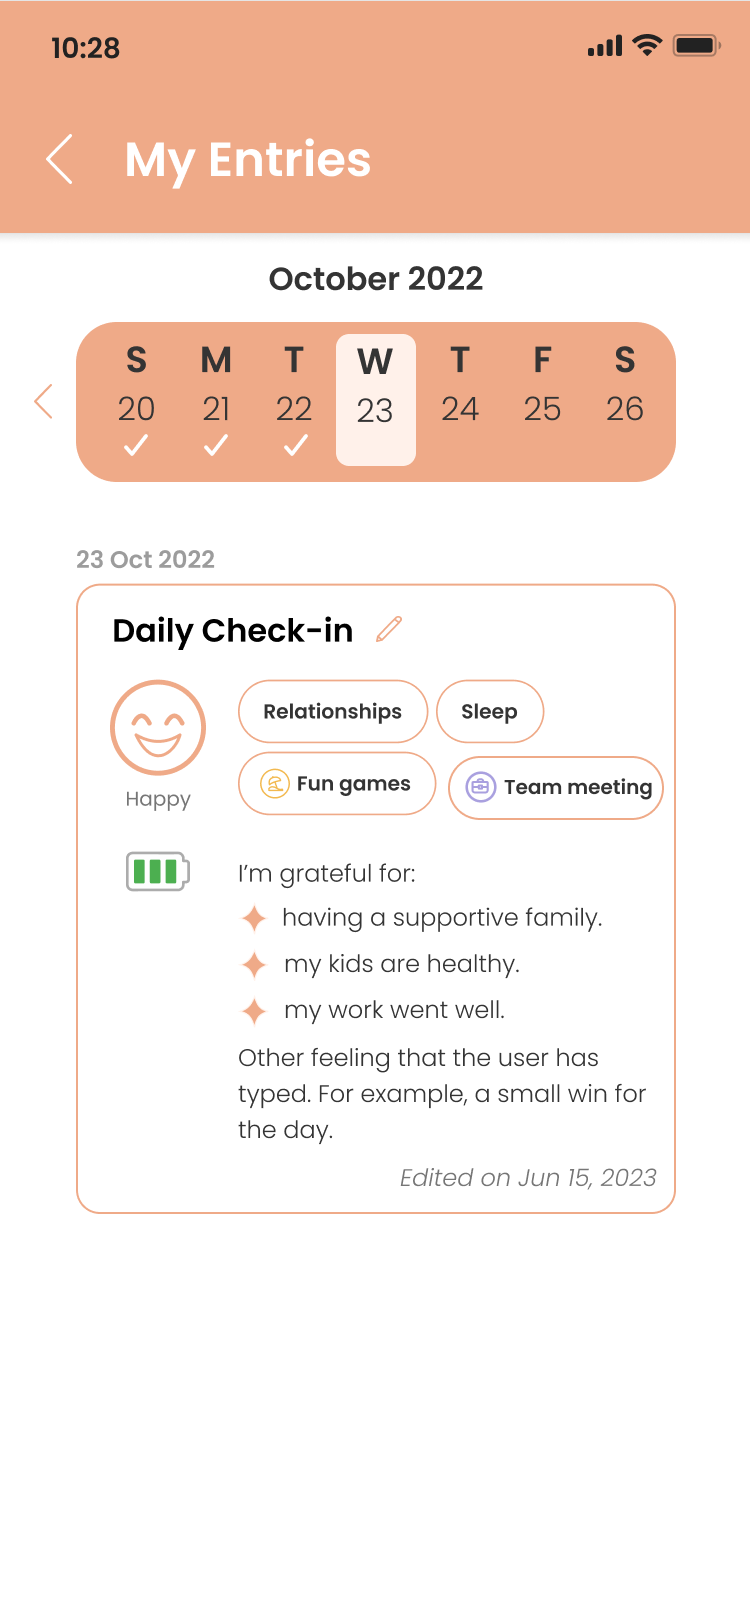 10:28
My Entries
October 2022
S M T W T F S
20 21 22 23 24 25 26
23 Oct 2022
Daily Check-in
Relationships Sleep
Fun games Team meeting
Happy
I'm grateful for:
having a supportive family.
my kids are healthy.
my work went well.
Other feeling that the user has
typed. For example, a small win for
the day.
Edited on Jun 15, 2023